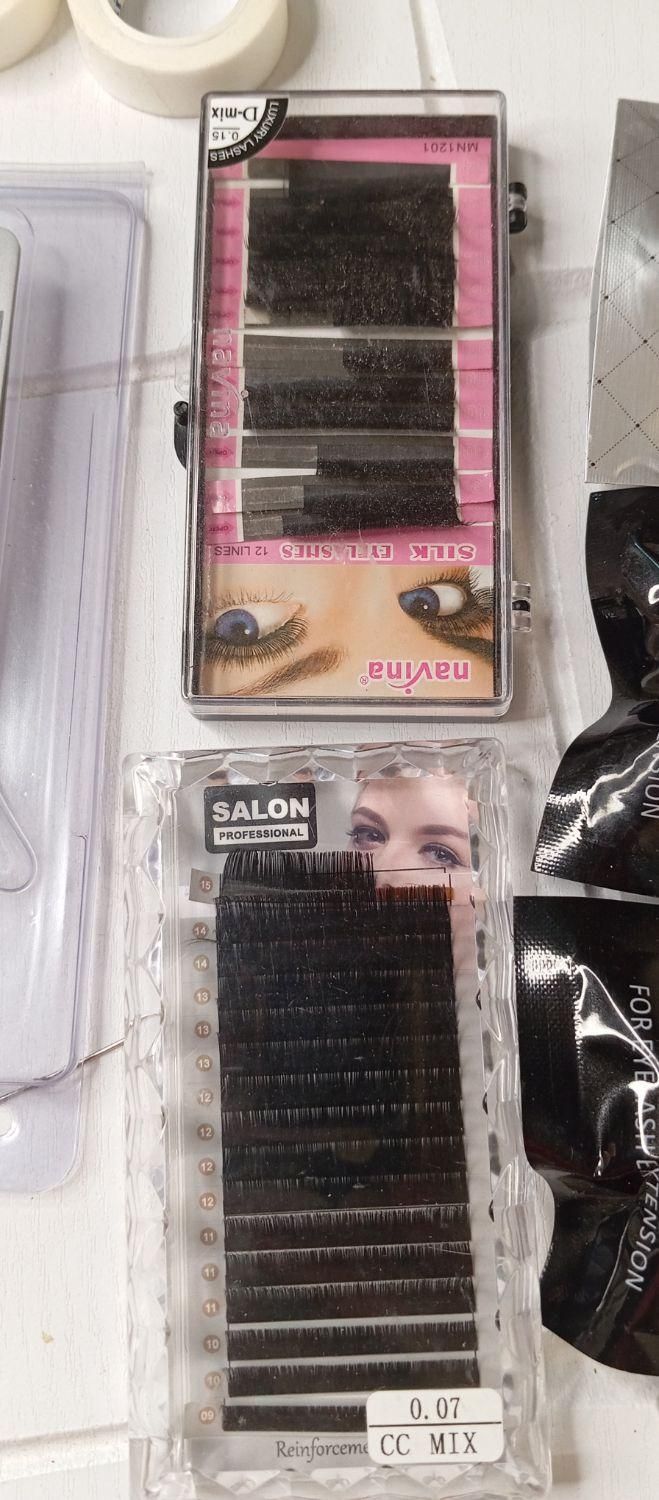 LUXURY LASHES
D-mix
0.15
MN1201
navina
SILK EYELASHES 12 LINES
navina®
SALON
PROFESSIONAL
15
14
14
13
13
13
12
12
12
12
11
11
11
10
10
09
Reinforceme
0.07
CC MIX
FOR EYELASH EXTENSION